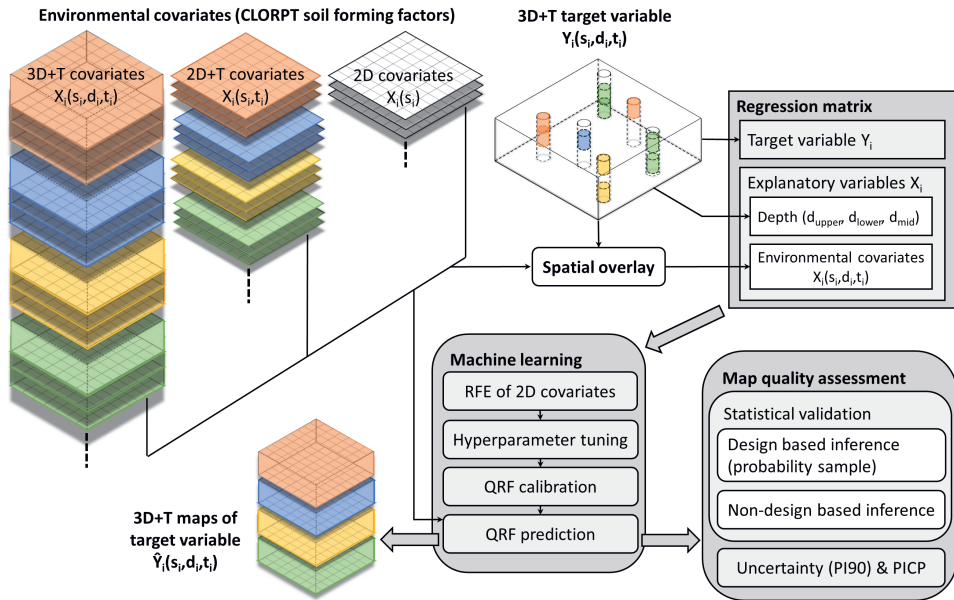 Environmental covariates (CLORPT soil forming factors)
3D+T covariates
Xi(si,di,ti)
2D+T covariates
Xi(si,ti)
2D covariates
Xi(si)
3D+T target variable
Yi(si,di,ti)
Regression matrix
Target variable Yi
Explanatory variables Xi
Depth (dupper, dlower, dmid)
Environmental covariates
Xi(si,di,ti)
Spatial overlay
Machine learning
RFE of 2D covariates
Hyperparameter tuning
QRF calibration
QRF prediction
Map quality assessment
Statistical validation
Design based inference
(probability sample)
Non-design based inference
Uncertainty (PI90) & PICP
3D+T maps of
target variable
Ŷi(si,di,ti)